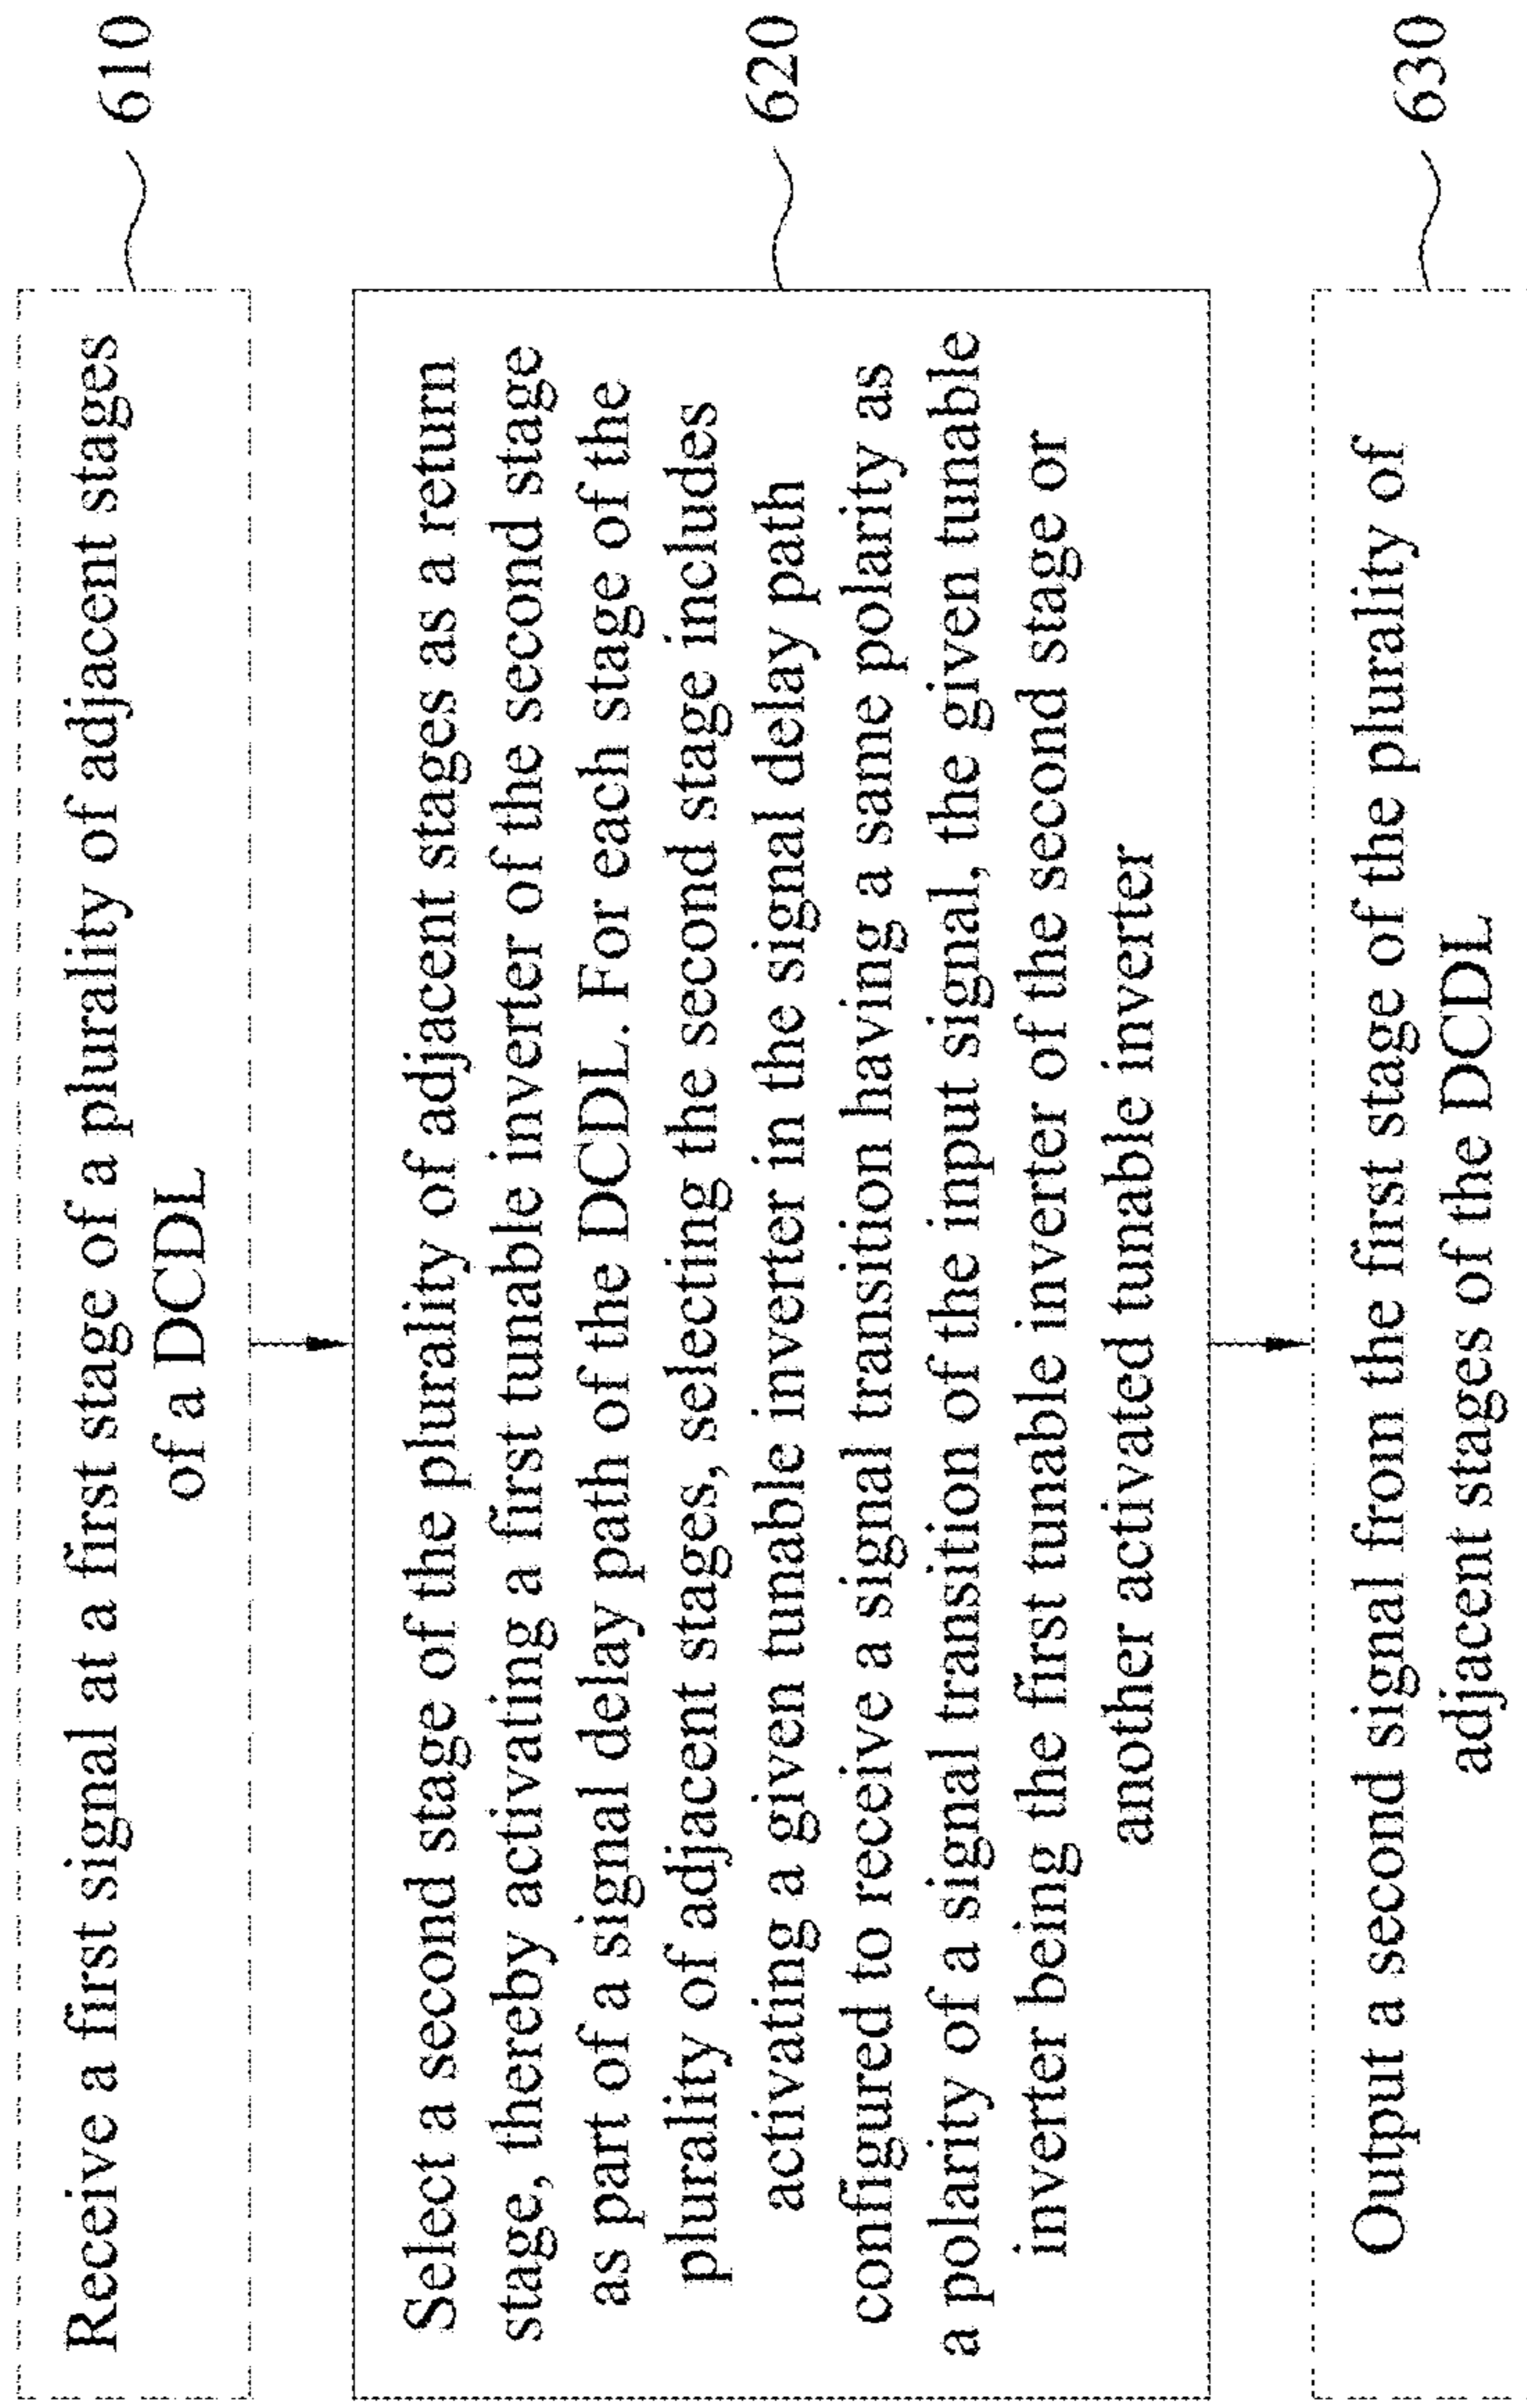 Receive a first signal at a first stage of a plurality of adjacent stages
of a DCDL
610
Select a second stage of the plurality of adjacent stages as a return
stage, thereby activating a first tunable inverter of the second stage
as part of a signal delay path of the DCDL. For each stage of the
plurality of adjacent stages, selecting the second stage includes
activating a given tunable inverter in the signal delay path
configured to receive a signal transition having a same polarity as
a polarity of a signal transition of the input signal, the given tunable
inverter being the first tunable inverter of the second stage or
another activated tunable inverter
620
Output a second signal from the first stage of the plurality of
adjacent stages of the DCDL
630